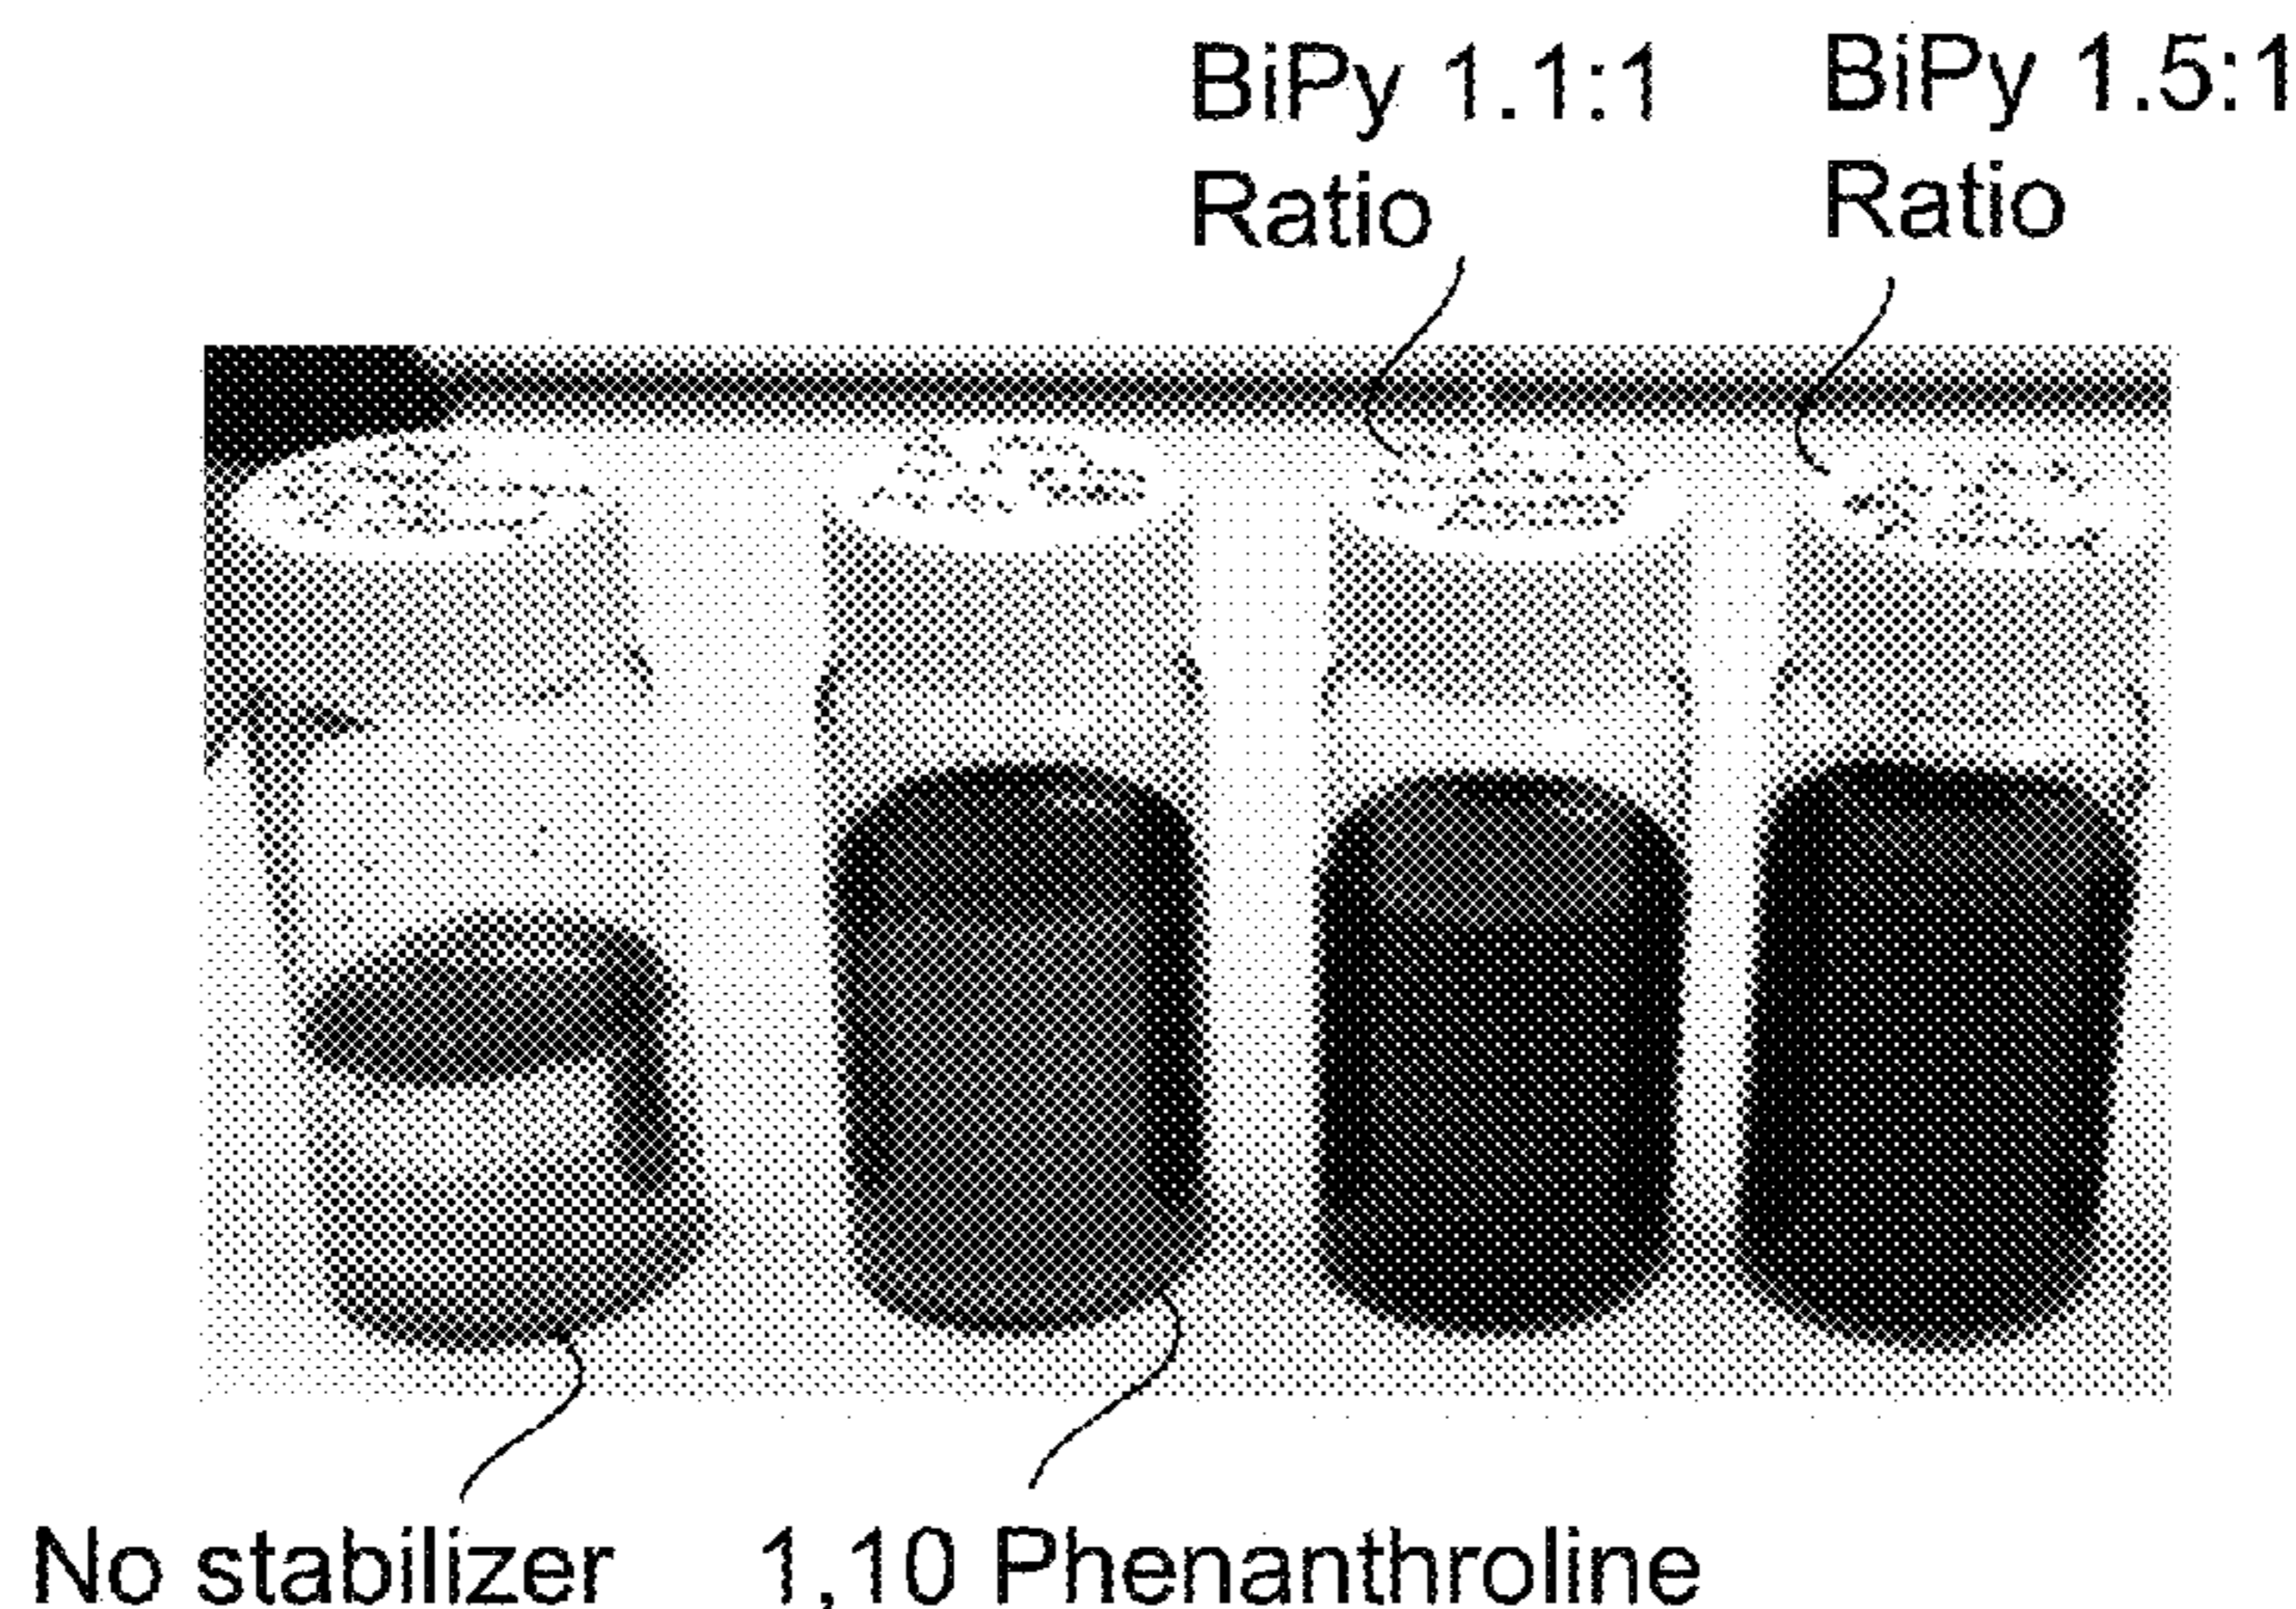 BiPy 1.1:1
Ratio
BiPy 1.5:1
Ratio
No stabilizer
1,10 Phenanthroline